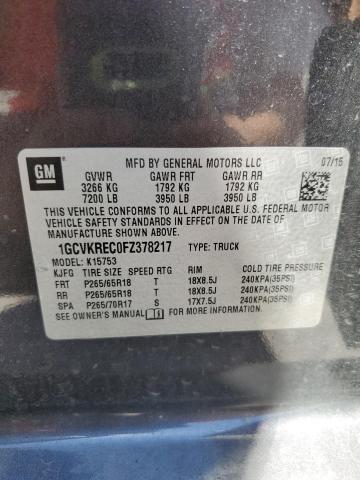 GM
MFD BY GENERAL MOTORS LLC 07/15
GVWR GAWR FRT GAWR RR
3266 KG 1792 KG 1792 KG
7200 LB 3950 LB 3950 LB
THIS VEHICLE CONFORMS TO ALL APPLICABLE U.S. FEDERAL MOTOR
VEHICLE SAFETY STANDARDS IN EFFECT ON THE DATE OF
MANUFACTURE SHOWN ABOVE.
1GCVKREC0FZ378217 TYPE: TRUCK
MODEL: K15753
KJFG TIRE SIZE SPEED RTG RIM COLD TIRE PRESSURE
FRT P265/65R18 T 18X8.5J 240KPA(35PSI)
RR P265/65R18 T 18X8.5J 240KPA(35PSI)
SPA P265/70R17 S 17X7.5J 240KPA(35PSI)
SEE OWNER'S MANUAL FOR MORE INFORMATION.